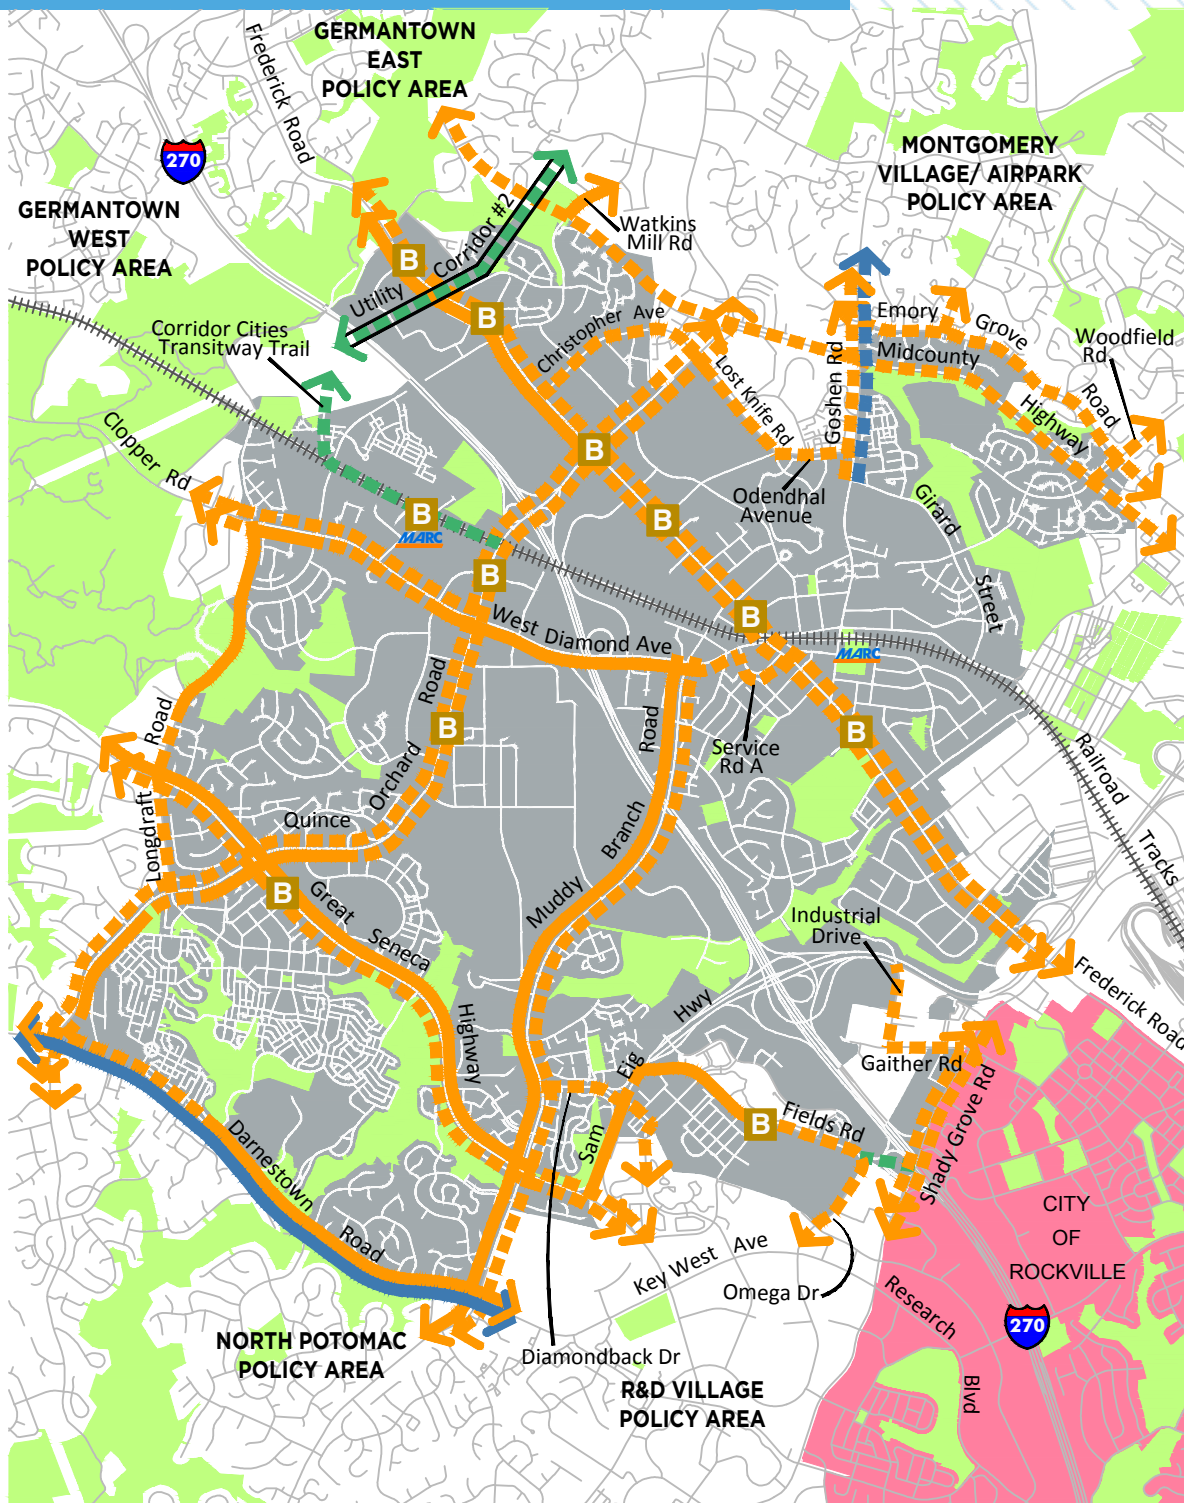 GERMANTOWN
EAST
POLICY AREA
Frederick Road
270
GERMANTOWN
WEST
POLICY AREA
MONTGOMERY
VILLAGE/ AIRPARK
POLICY AREA
Watkins
Mill Rd
B
Utility Corridor #2
B
Corridor Cities
Transitway Trail
Christopher Ave
Emory Grove Road
Midcounty Highway
Woodfield
Rd
Goshen Rd
Lost Knife Rd
Clopper Rd
B
Odendhal
Avenue
Girard Street
B
MARC
B
B
B
MARC
West Diamond Ave
Road
B
Service
Rd A
B
Railroad Tracks
Longdraft Road
Quince Orchard Road
Muddy Branch Road
B
Great Seneca Highway
Industrial
Drive
Hwy
Frederick Road
Gaither Rd
Sam Eig
B
Fields Rd
Shady Grove Rd
Darnestown Road
CITY
OF
ROCKVILLE
Key West Ave
Omega Dr
Research Blvd
270
NORTH POTOMAC
POLICY AREA
Diamondback Dr
R&D VILLAGE
POLICY AREA